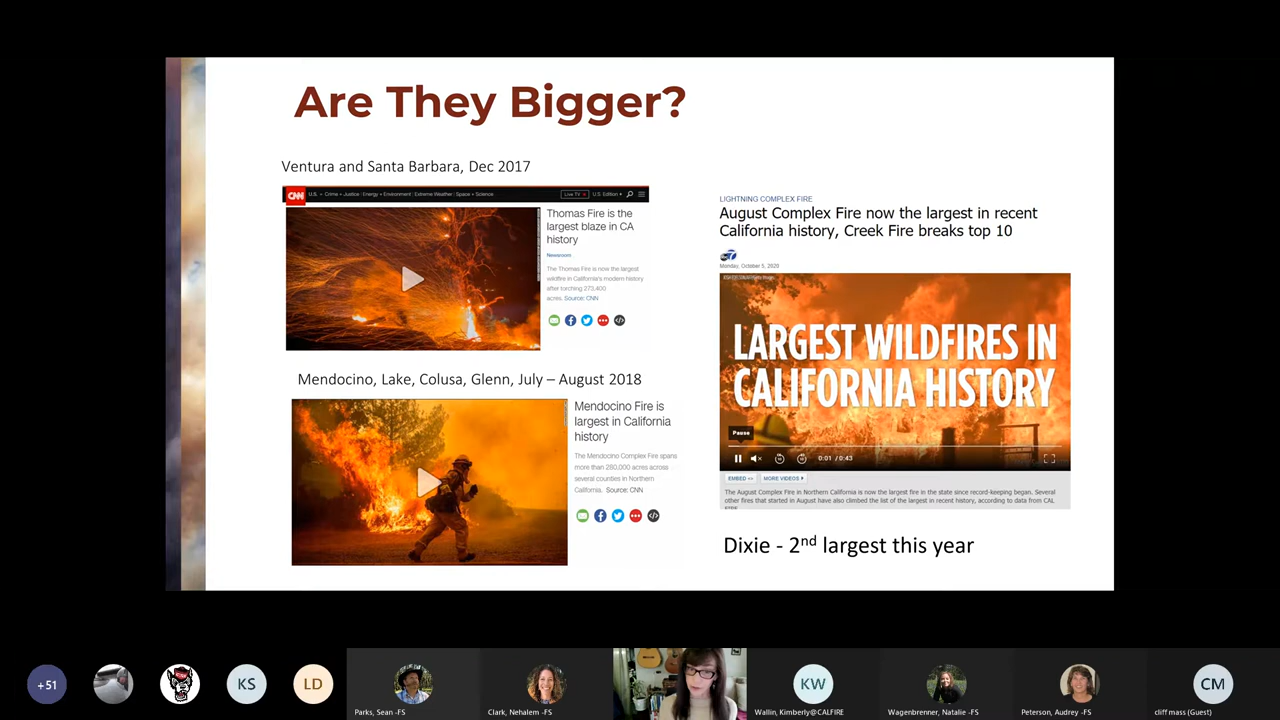 Are They Bigger?
Ventura and Santa Barbara, Dec 2017
CNN U.S. + Crime + Justice Energy + Environment Extreme Weather Space + Science Live TV U.S. Edition
Thomas Fire is the
largest blaze in CA
history
Newsroom
The Thomas Fire is now the largest
wildfire in California's modern history
after torching 273,400
acres. Source: CNN
Mendocino, Lake, Colusa, Glenn, July – August 2018
Mendocino Fire is
largest in California
history
The Mendocino Complex Fire spans
more than 280,000 acres across
several counties in Northern
California. Source: CNN
LIGHTNING COMPLEX FIRE
August Complex Fire now the largest in recent
California history, Creek Fire breaks top 10
abc7
Monday, October 5, 2020
LARGEST WILDFIRES IN
CALIFORNIA HISTORY
Pause
0:01 / 0:43
EMBED <> MORE VIDEOS
The August Complex Fire in Northern California is now the largest fire in the state since record-keeping began. Several
other fires that started in August have also climbed the list of the largest in recent history, according to data from CAL
FIRE.
Dixie - 2nd largest this year
+51
KS
LD
KW
CM
Parks, Sean -FS
Clark, Nehalem -FS
Wallin, Kimberly@CALFIRE
Wagenbrenner, Natalie -FS
Peterson, Audrey -FS
cliff mass (Guest)